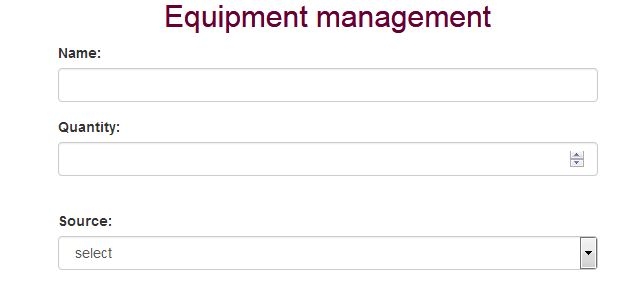 Equipment management
Name:
Quantity:
Source:
select